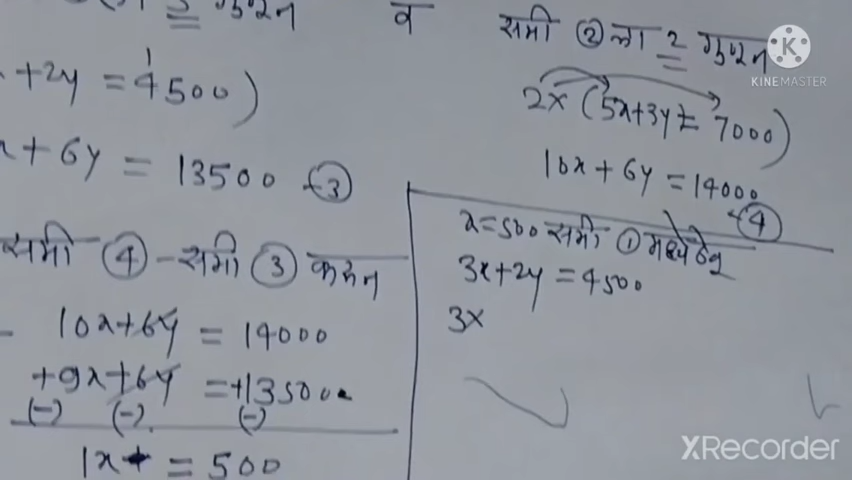 3 ने गुणून
+2y = 4500)
x + 6y = 13500 -③
समी ④ - समी ③ करून
10x+6y = 14000
+9x+6y = +13500
(-) (-) (-)
1x = 500
व समी ② ला 2 ने गुणून
2x (5x+3y = 7000)
10x + 6y = 14000 -④
x=500 समी ① मध्ये ठेवू
3x+2y = 4500
3x
KINEMASTER
XRecorder